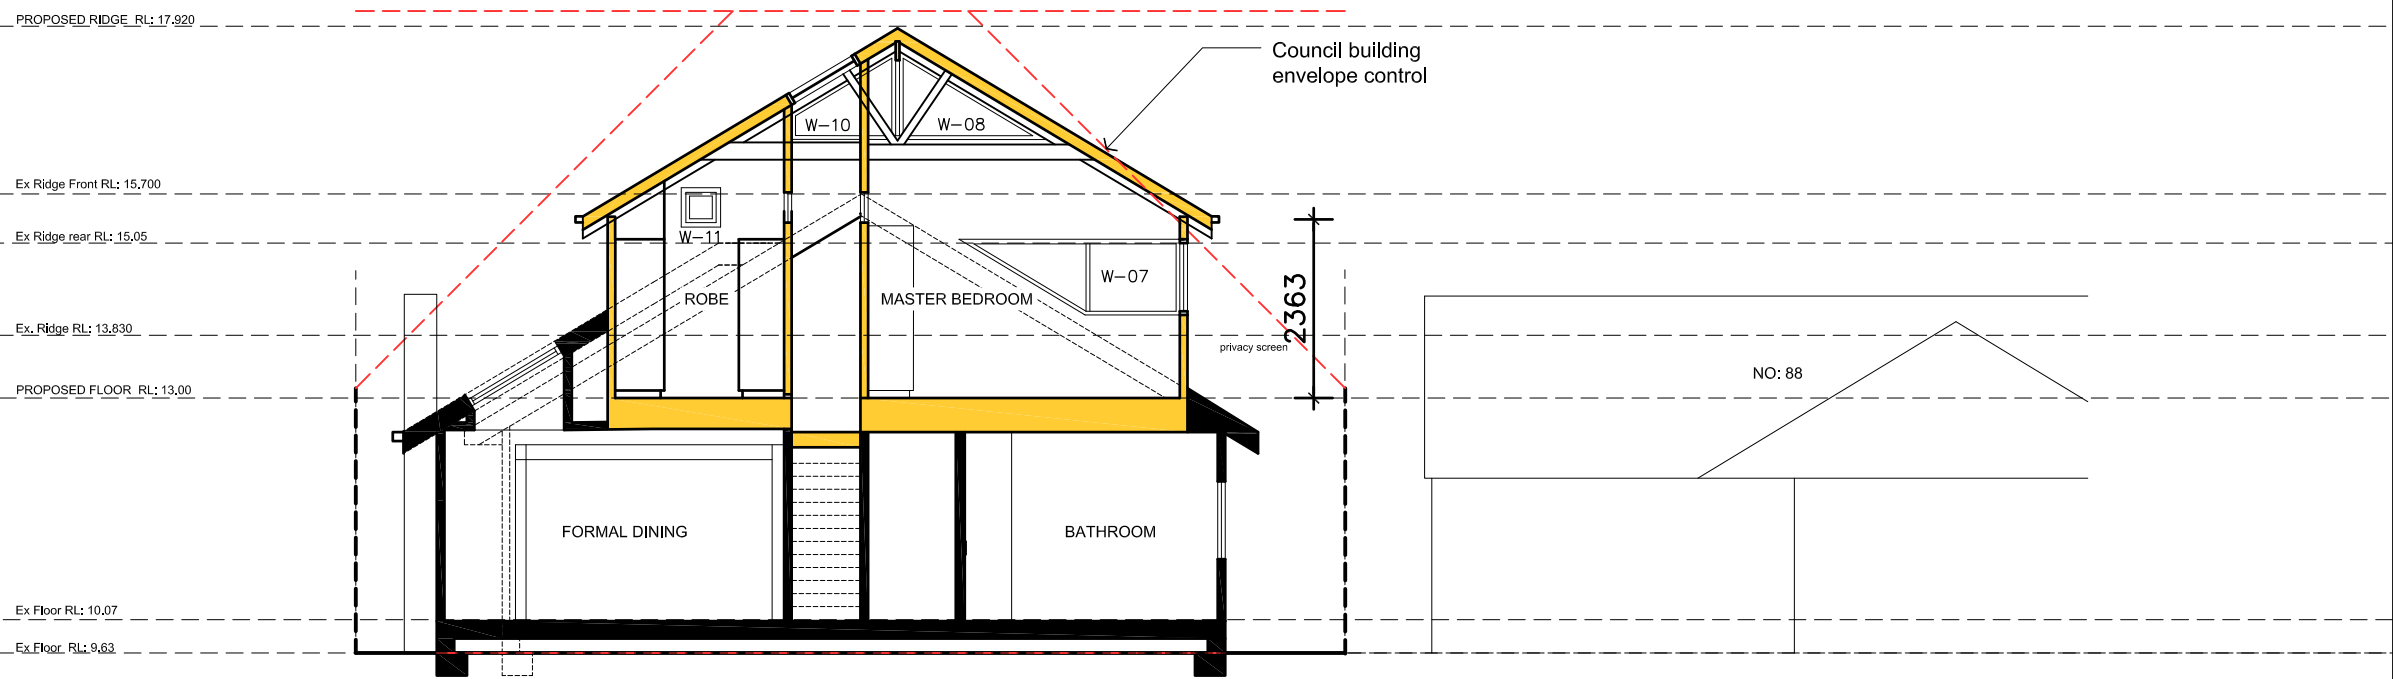 PROPOSED RIDGE RL: 17.920
Council building
envelope control
W-10
W-08
Ex Ridge Front RL: 15.700
Ex Ridge rear RL: 15.05
W-11
W-07
ROBE
MASTER BEDROOM
2363
Ex. Ridge RL: 13.830
privacy screen
NO: 88
PROPOSED FLOOR RL: 13.00
FORMAL DINING
BATHROOM
Ex Floor RL: 10.07
Ex Floor RL: 9.63